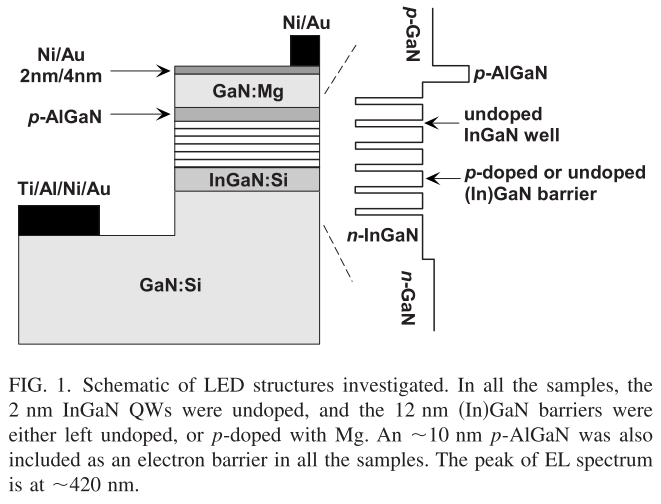 Ni/Au
Ni/Au
2nm/4nm
GaN:Mg
p-AlGaN
InGaN:Si
Ti/Al/Ni/Au
GaN:Si
p-GaN
p-AlGaN
undoped
InGaN well
p-doped or undoped
(In)GaN barrier
n-InGaN
n-GaN
FIG. 1. Schematic of LED structures investigated. In all the samples, the
2 nm InGaN QWs were undoped, and the 12 nm (In)GaN barriers were
either left undoped, or p-doped with Mg. An ~10 nm p-AlGaN was also
included as an electron barrier in all the samples. The peak of EL spectrum
is at ~420 nm.